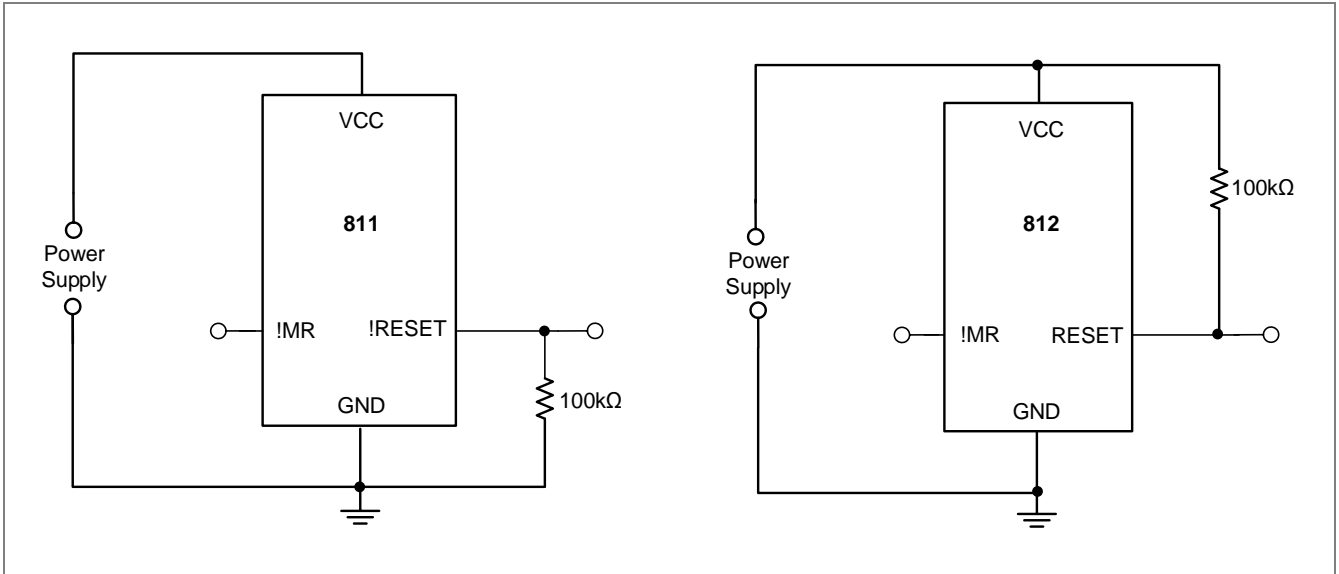 VCC
811
Power
Supply
!MR
!RESET
100kΩ
GND
VCC
100kΩ
812
Power
Supply
!MR
RESET
GND